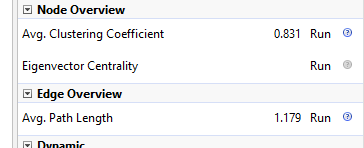 Node Overview
Avg. Clustering Coefficient 0.831 Run
Eigenvector Centrality Run
Edge Overview
Avg. Path Length 1.179 Run
Dynamic